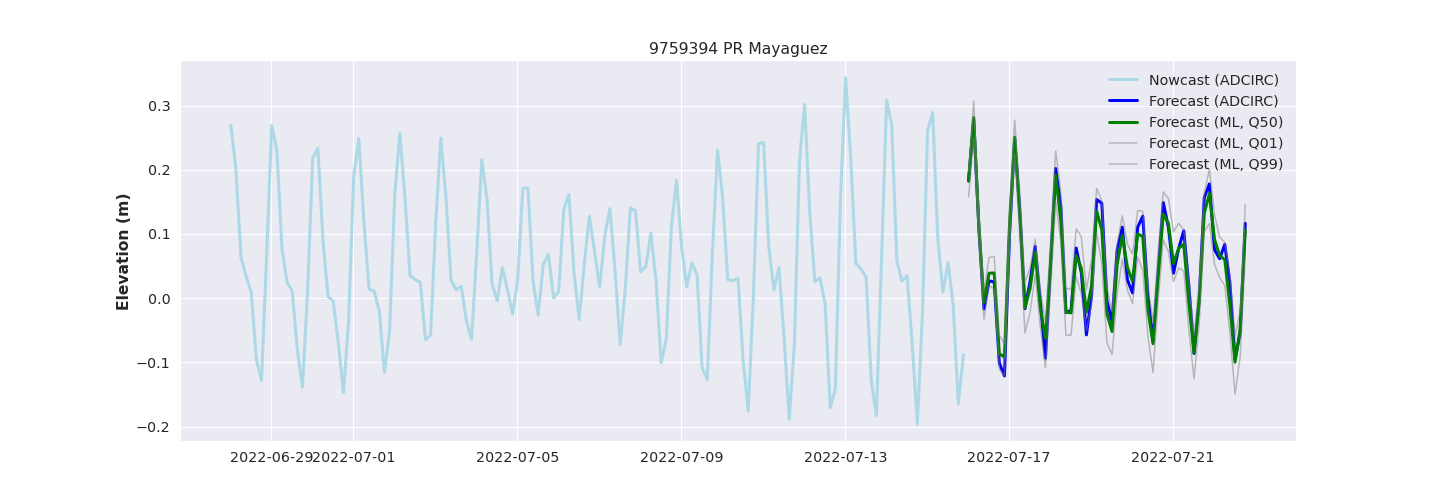 9759394 PR Mayaguez
Elevation (m)
0.3
0.2
0.1
0.0
−0.1
−0.2
Nowcast (ADCIRC)
Forecast (ADCIRC)
Forecast (ML, Q50)
Forecast (ML, Q01)
Forecast (ML, Q99)
2022-06-29 2022-07-01 2022-07-05 2022-07-09 2022-07-13 2022-07-17 2022-07-21